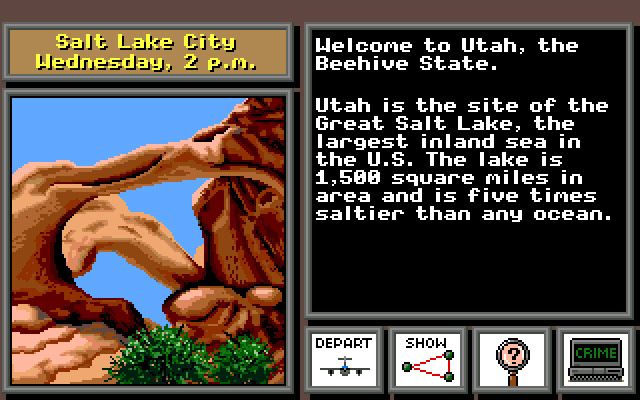 Salt Lake City
Wednesday, 2 p.m.
Welcome to Utah, the
Beehive State.
Utah is the site of the
Great Salt Lake, the
largest inland sea in
the U.S. The lake is
1,500 square miles in
area and is five times
saltier than any ocean.
DEPART
SHOW
?
CRIME